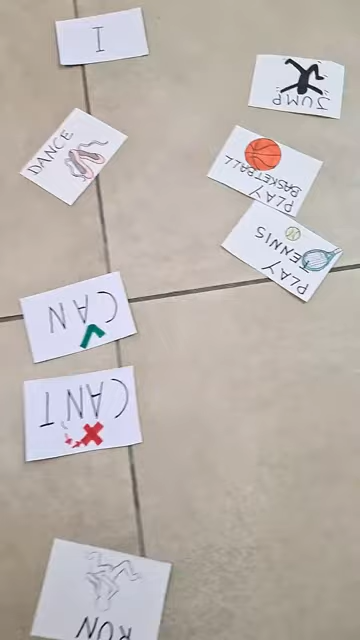 I
JUMP
DANCE
PLAY
BASKETBALL
PLAY
TENNIS
CAN
CAN'T
RUN